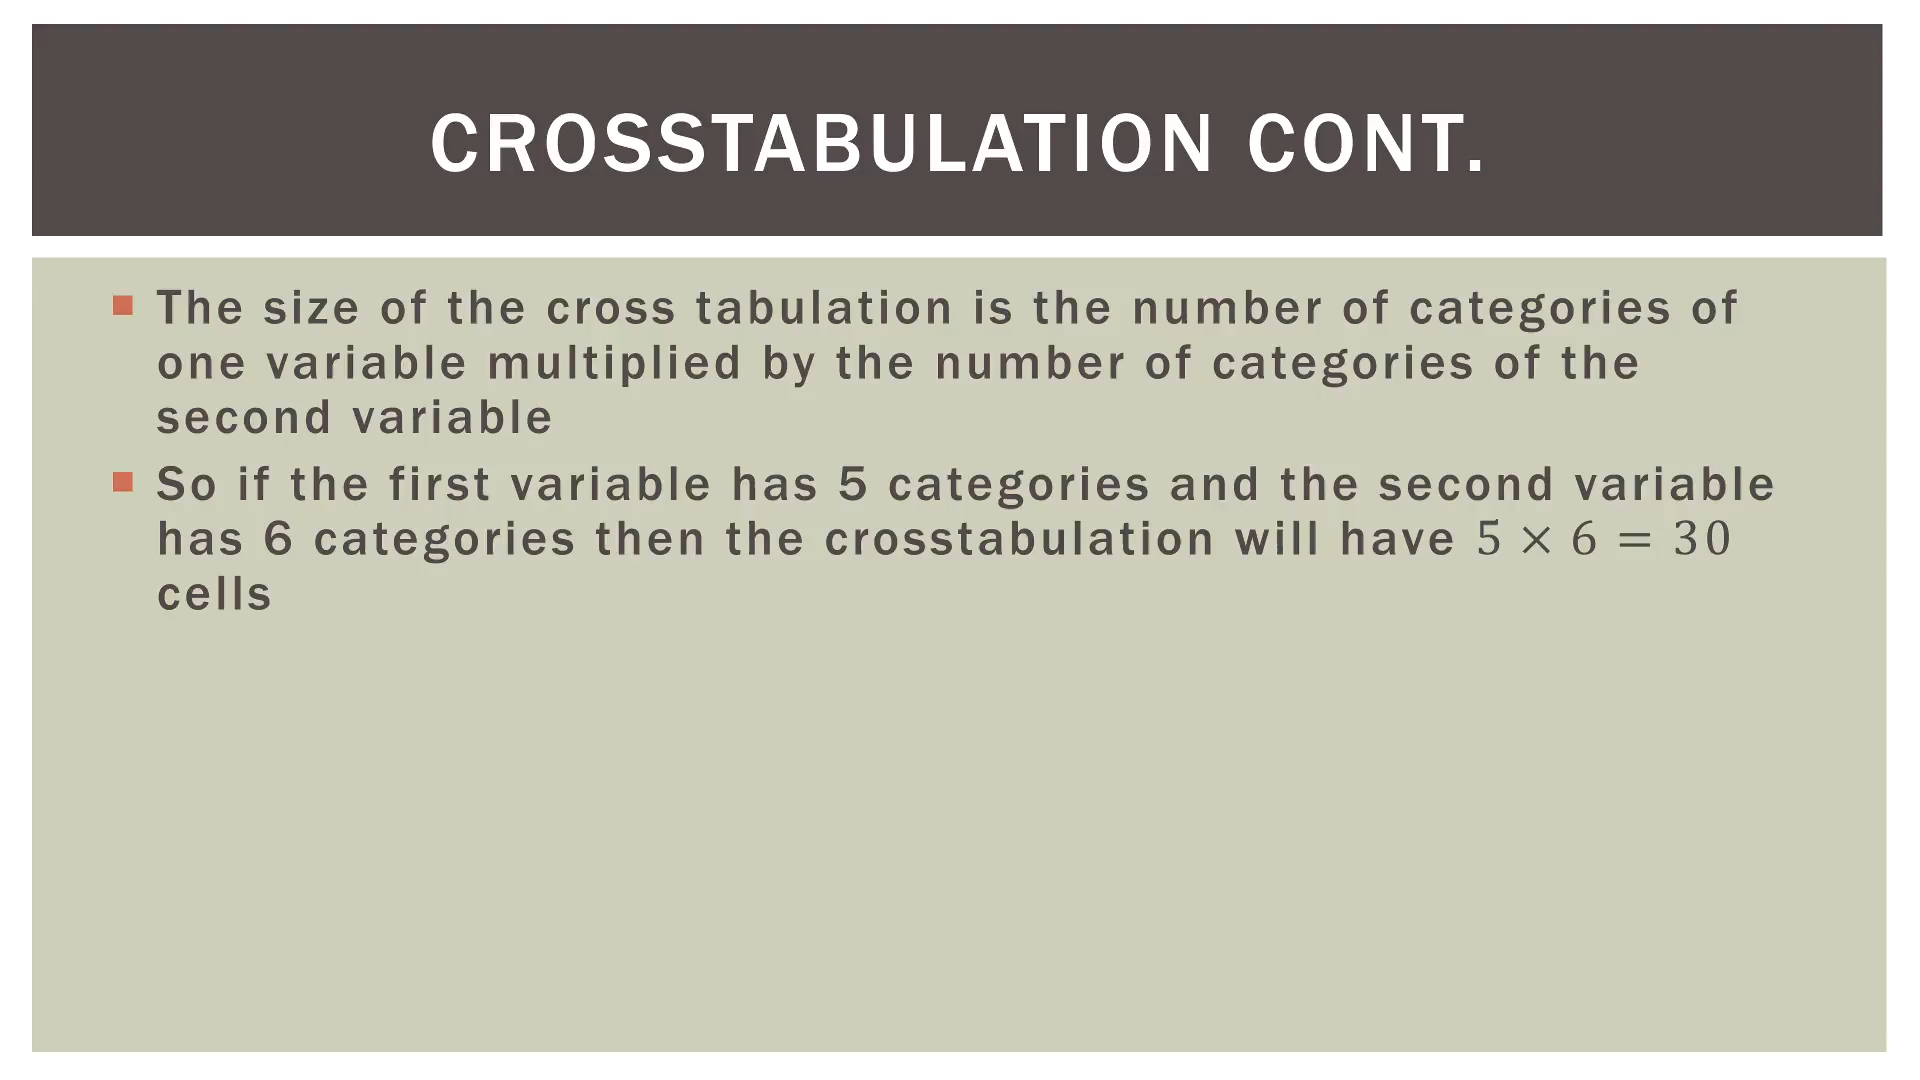 CROSSTABULATION CONT.
The size of the cross tabulation is the number of categories of
one variable multiplied by the number of categories of the
second variable
So if the first variable has 5 categories and the second variable
has 6 categories then the crosstabulation will have 5 × 6 = 30
cells